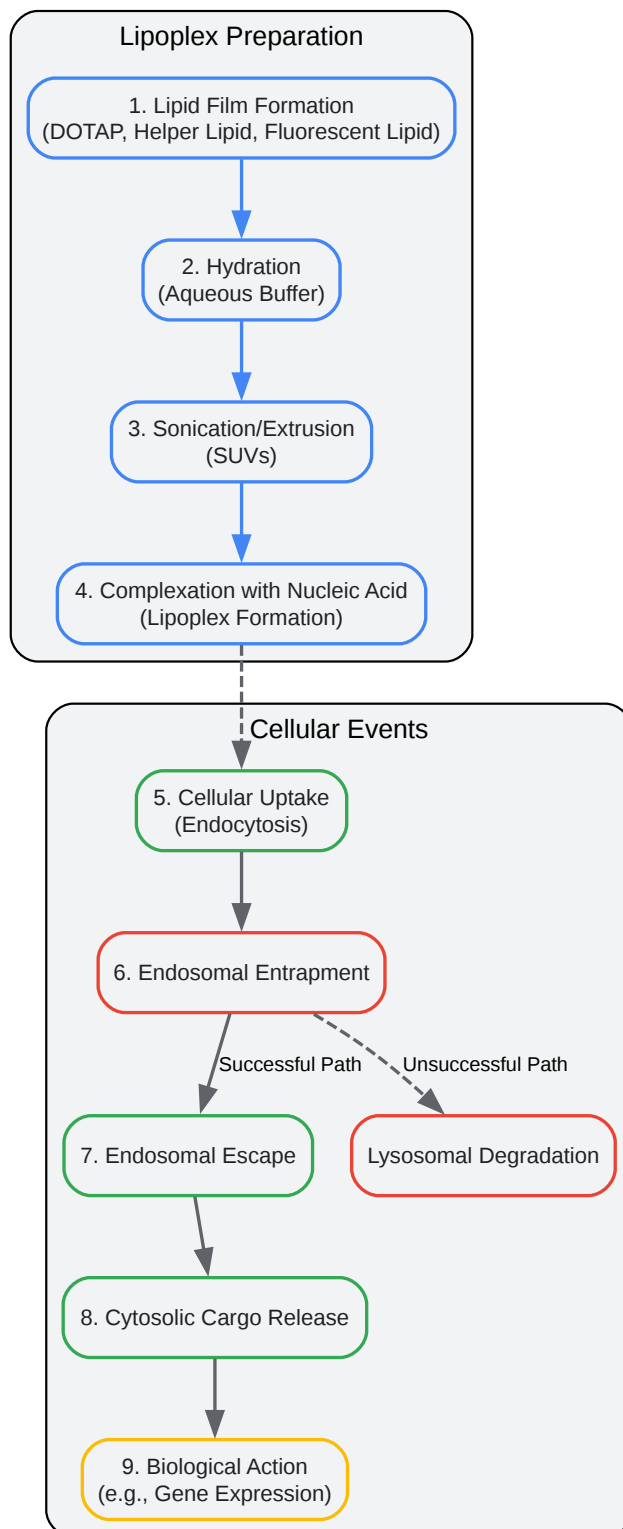 Lipoplex Preparation
1. Lipid Film Formation
(DOTAP, Helper Lipid, Fluorescent Lipid)
2. Hydration
(Aqueous Buffer)
3. Sonication/Extrusion
(SUVs)
4. Complexation with Nucleic Acid
(Lipoplex Formation)
Cellular Events
5. Cellular Uptake
(Endocytosis)
6. Endosomal Entrapment
Successful Path
Unsuccessful Path
7. Endosomal Escape
Lysosomal Degradation
8. Cytosolic Cargo Release
9. Biological Action
(e.g., Gene Expression)